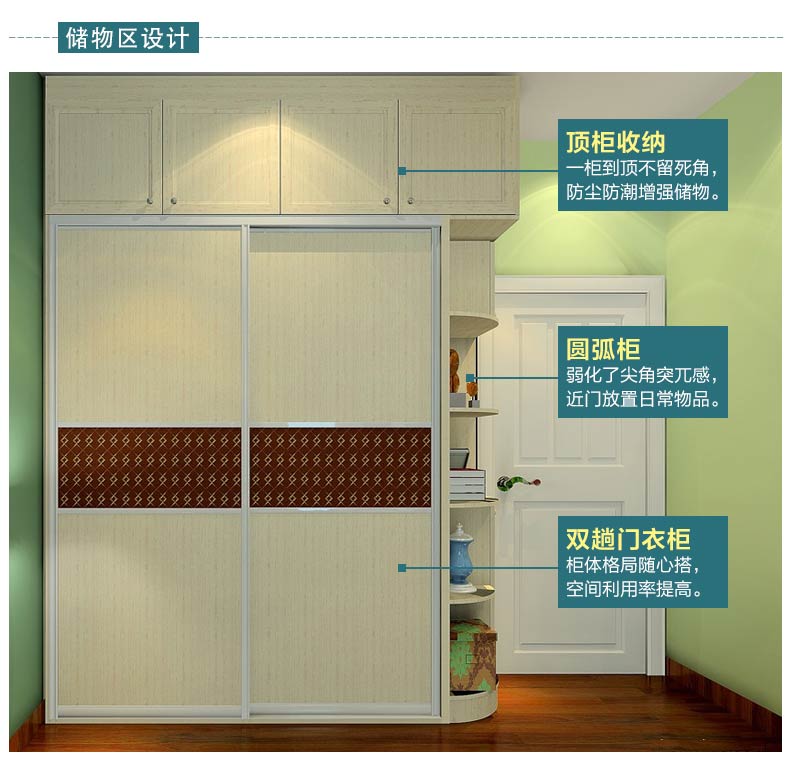 储物区设计
顶柜收纳
一柜到顶不留死角，
防尘防潮增强储物。
圆弧柜
弱化了尖角突兀感，
近门放置日常物品。
双趟门衣柜
柜体格局随心搭，
空间利用率提高。